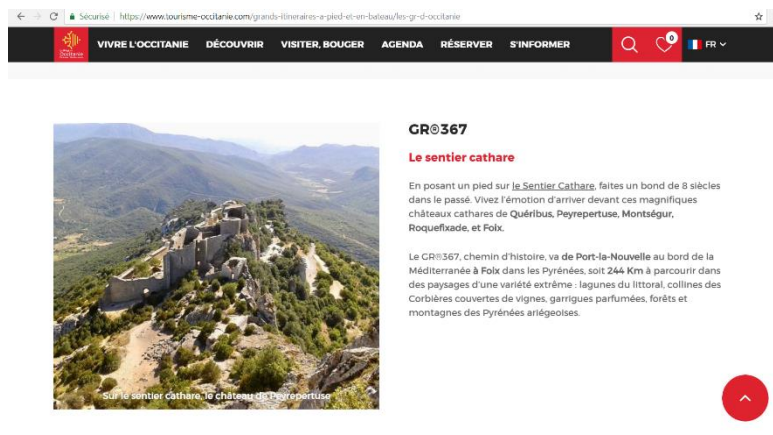 Sécurisé | https://www.tourisme-occitanie.com/grands-itineraires-a-pied-et-en-bateau/les-gr-d-occitanie
VIVRE L'OCCITANIE DÉCOUVRIR VISITER, BOUGER AGENDA RÉSERVER S'INFORMER 0 FR
Occitanie
GR®367
Le sentier cathare
En posant un pied sur le Sentier Cathare, faites un bond de 8 siècles
dans le passé. Vivez l'émotion d'arriver devant ces magnifiques
châteaux cathares de Quéribus, Peyrepertuse, Montségur,
Roquefixade, et Foix.
Le GR®367, chemin d'histoire, va de Port-la-Nouvelle au bord de la
Méditerranée à Foix dans les Pyrénées, soit 244 Km à parcourir dans
des paysages d'une variété extrême : lagunes du littoral, collines des
Corbières couvertes de vignes, garrigues parfumées, forêts et
montagnes des Pyrénées ariégeoises.
Sur le sentier cathare, le château de Peyrepertuse